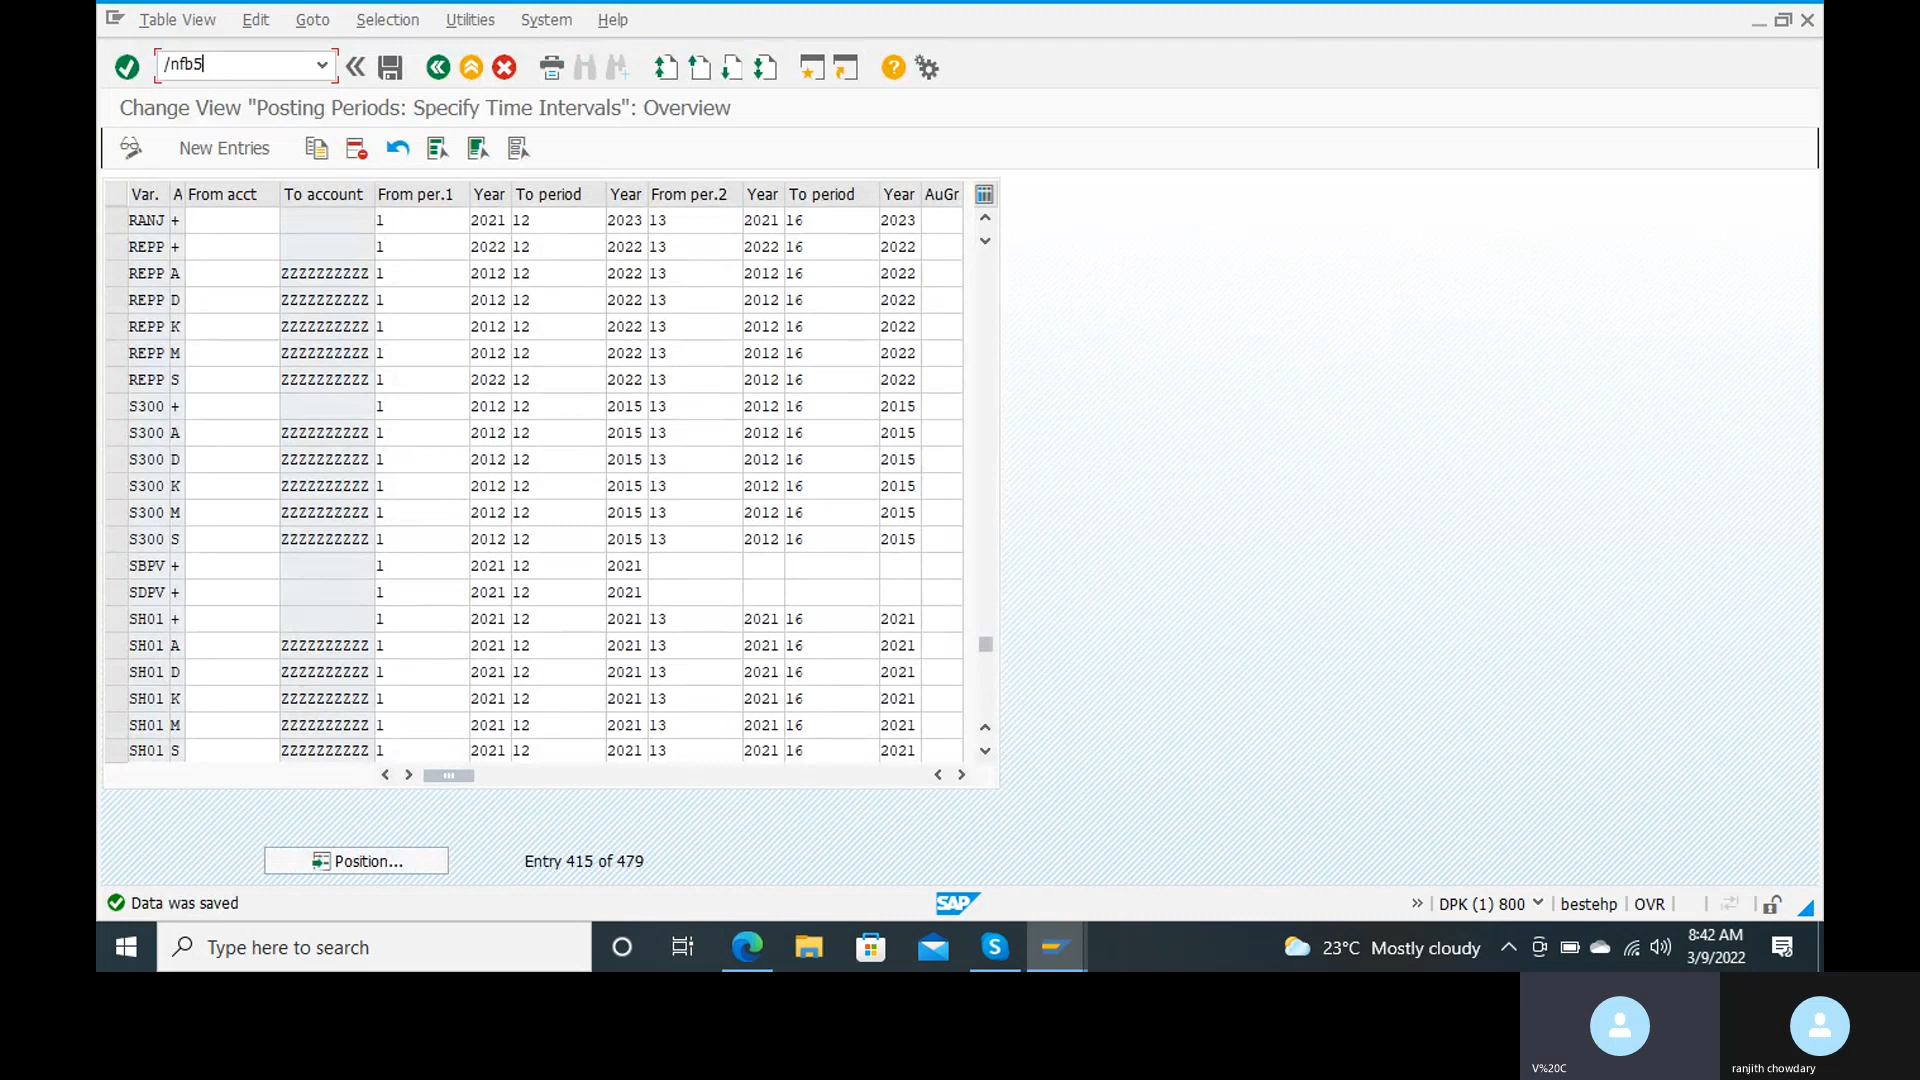 Table View Edit Goto Selection Utilities System Help
/nfb5
Change View "Posting Periods: Specify Time Intervals": Overview
New Entries
Var. A From acct To account From per.1 Year To period Year From per.2 Year To period Year AuGr
RANJ + 1 2021 12 2023 13 2021 16 2023
REPP + 1 2022 12 2022 13 2022 16 2022
REPP A ZZZZZZZZZZ 1 2012 12 2022 13 2012 16 2022
REPP D ZZZZZZZZZZ 1 2012 12 2022 13 2012 16 2022
REPP K ZZZZZZZZZZ 1 2012 12 2022 13 2012 16 2022
REPP M ZZZZZZZZZZ 1 2012 12 2022 13 2012 16 2022
REPP S ZZZZZZZZZZ 1 2022 12 2022 13 2012 16 2022
S300 + 1 2012 12 2015 13 2012 16 2015
S300 A ZZZZZZZZZZ 1 2012 12 2015 13 2012 16 2015
S300 D ZZZZZZZZZZ 1 2012 12 2015 13 2012 16 2015
S300 K ZZZZZZZZZZ 1 2012 12 2015 13 2012 16 2015
S300 M ZZZZZZZZZZ 1 2012 12 2015 13 2012 16 2015
S300 S ZZZZZZZZZZ 1 2012 12 2015 13 2012 16 2015
SBPV + 1 2021 12 2021
SDPV + 1 2021 12 2021
SH01 + 1 2021 12 2021 13 2021 16 2021
SH01 A ZZZZZZZZZZ 1 2021 12 2021 13 2021 16 2021
SH01 D ZZZZZZZZZZ 1 2021 12 2021 13 2021 16 2021
SH01 K ZZZZZZZZZZ 1 2021 12 2021 13 2021 16 2021
SH01 M ZZZZZZZZZZ 1 2021 12 2021 13 2021 16 2021
SH01 S ZZZZZZZZZZ 1 2021 12 2021 13 2021 16 2021
Position... Entry 415 of 479
Data was saved SAP DPK (1) 800 bestehp OVR
Type here to search 23°C Mostly cloudy 8:42 AM
3/9/2022
V%20C ranjith chowdary